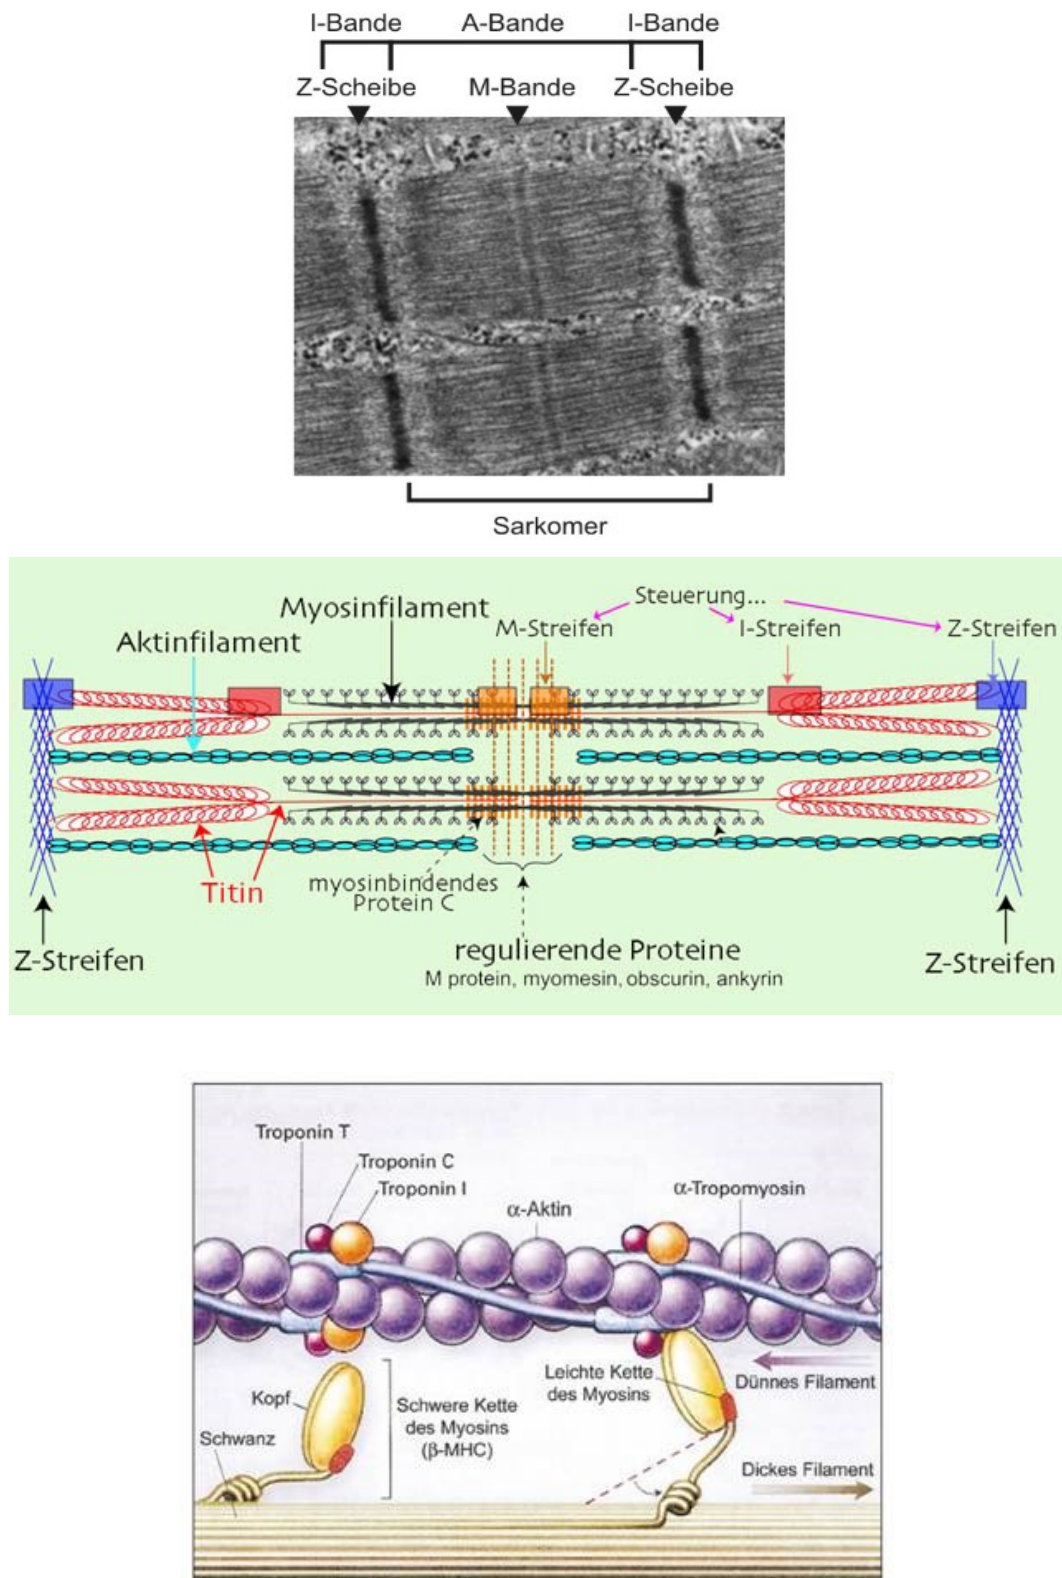 I-Bande A-Bande I-Bande
Z-Scheibe M-Bande Z-Scheibe
Sarkomer
Steuerung...
Myosinfilament M-Streifen I-Streifen Z-Streifen
Aktinfilament
Titin
myosinbindendes
Protein C
regulierende Proteine
M protein, myomesin, obscurin, ankyrin
Z-Streifen Z-Streifen
Troponin T
Troponin C
Troponin I
α-Aktin
α-Tropomyosin
Kopf
Schwanz
Schwere Kette
des Myosins
(β-MHC)
Leichte Kette
des Myosins
Dünnes Filament
Dickes Filament